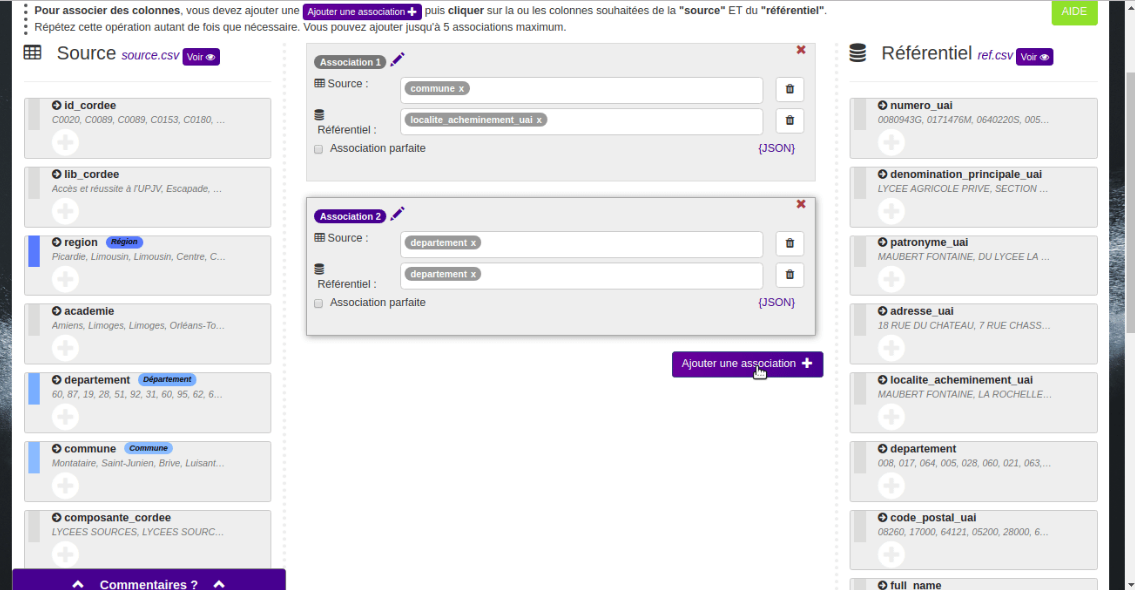 Pour associer des colonnes, vous devez ajouter une Ajouter une association + puis cliquer sur la ou les colonnes souhaitées de la "source" ET du "référentiel".
Répétez cette opération autant de fois que nécessaire. Vous pouvez ajouter jusqu'à 5 associations maximum.
AIDE
Source source.csv Voir
id_cordee
C0020, C0089, C0089, C0153, C0180, ...
lib_cordee
Accès et réussite à l'UPJV, Escapade, ...
region Région
Picardie, Limousin, Limousin, Centre, C...
academie
Amiens, Limoges, Limoges, Orléans-To...
departement Département
60, 87, 19, 28, 51, 92, 31, 60, 95, 62, 6...
commune Commune
Montataire, Saint-Junien, Brive, Luisant...
composante_cordee
LYCEES SOURCES, LYCEES SOURC...
Commentaires ?
Association 1
Source :
commune x
Référentiel :
localite_acheminement_uai x
Association parfaite
{JSON}
Association 2
Source :
departement x
Référentiel :
departement x
Association parfaite
{JSON}
Ajouter une association +
Référentiel ref.csv Voir
numero_uai
0080943G, 0171476M, 0640220S, 005...
denomination_principale_uai
LYCEE AGRICOLE PRIVE, SECTION ...
patronyme_uai
MAUBERT FONTAINE, DU LYCEE LA ...
adresse_uai
18 RUE DU CHATEAU, 7 RUE CHASS...
localite_acheminement_uai
MAUBERT FONTAINE, LA ROCHELLE...
departement
008, 017, 064, 005, 028, 060, 021, 063,...
code_postal_uai
08260, 17000, 64121, 05200, 28000, 6...
full_name